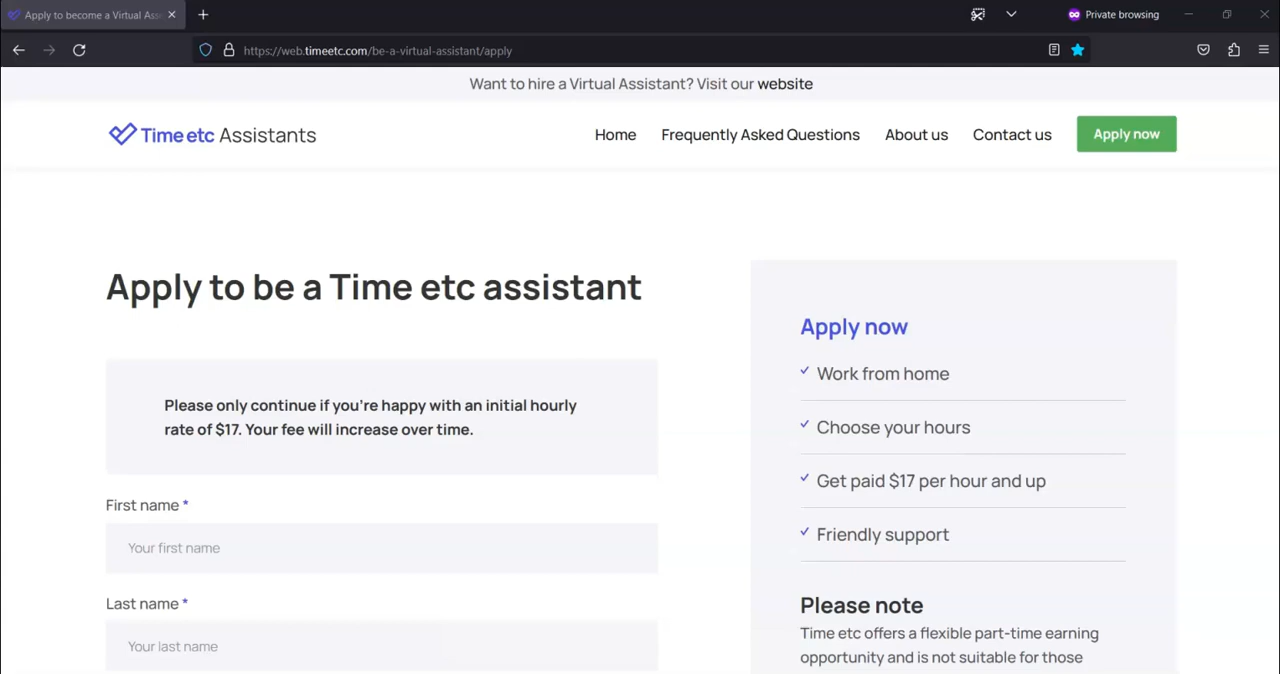 Apply to become a Virtual Ass
Private browsing
https://web.timeetc.com/be-a-virtual-assistant/apply
Want to hire a Virtual Assistant? Visit our website
Time etc Assistants
Home
Frequently Asked Questions
About us
Contact us
Apply now
Apply to be a Time etc assistant
Please only continue if you're happy with an initial hourly
rate of $17. Your fee will increase over time.
First name *
Your first name
Last name *
Your last name
Apply now
Work from home
Choose your hours
Get paid $17 per hour and up
Friendly support
Please note
Time etc offers a flexible part-time earning
opportunity and is not suitable for those